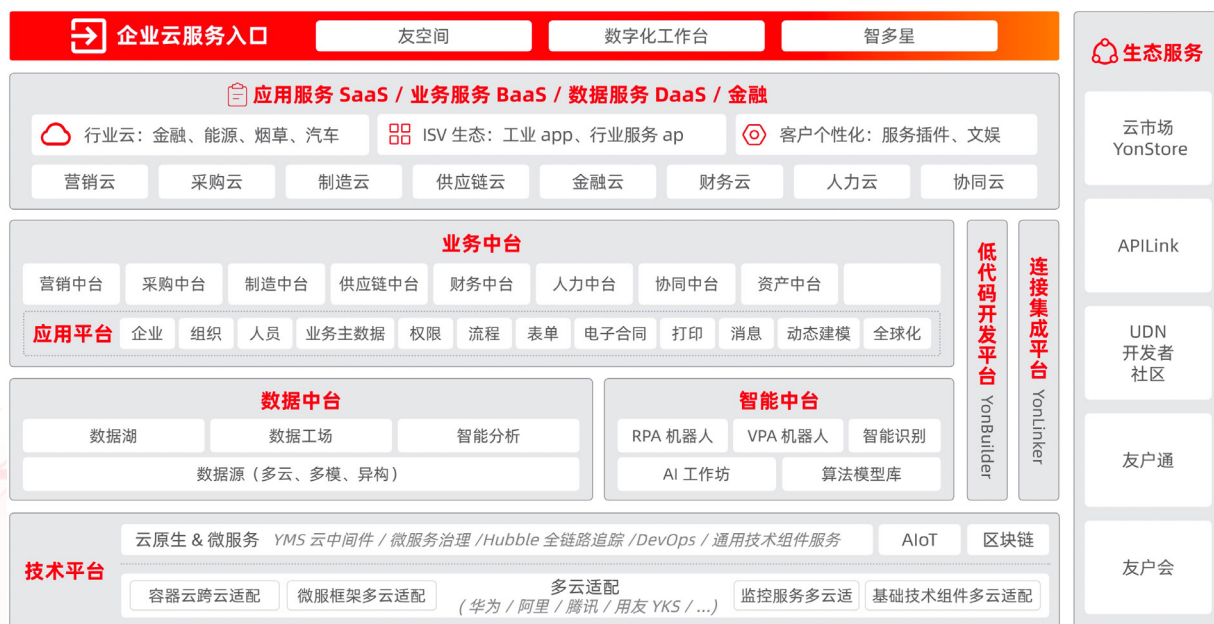 企业云服务入口
友空间
数字化工作台
智多星
应用服务 SaaS / 业务服务 BaaS / 数据服务 DaaS / 金融
行业云：金融、能源、烟草、汽车
ISV 生态：工业 app、行业服务 ap
客户个性化：服务插件、文娱
营销云
采购云
制造云
供应链云
金融云
财务云
人力云
协同云
业务中台
营销中台
采购中台
制造中台
供应链中台
财务中台
人力中台
协同中台
资产中台
应用平台
企业
组织
人员
业务主数据
权限
流程
表单
电子合同
打印
消息
动态建模
全球化
低代码开发平台 YonBuilder
连接集成平台 YonLinker
数据中台
数据湖
数据工场
智能分析
数据源（多云、多模、异构）
智能中台
RPA 机器人
VPA 机器人
智能识别
AI 工作坊
算法模型库
技术平台
云原生 & 微服务 YMS 云中间件 / 微服务治理 /Hubble 全链路追踪 /DevOps / 通用技术组件服务
AIoT
区块链
容器云跨云适配
微服框架多云适配
多云适配
( 华为 / 阿里 / 腾讯 / 用友 YKS / ...)
监控服务多云适
基础技术组件多云适配
生态服务
云市场
YonStore
APILink
UDN
开发者
社区
友户通
友户会